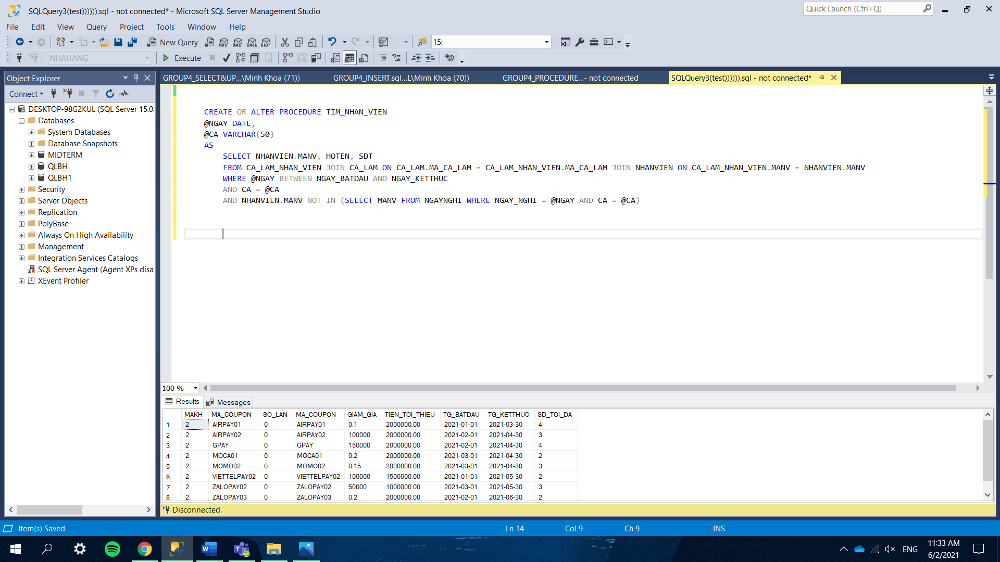 SQLQuery3(test)))))).sql - not connected* - Microsoft SQL Server Management Studio
Quick Launch (Ctrl+Q)
File Edit View Query Project Tools Window Help
New Query MDX DMX XMLA DAX 15:
NHAHANG Execute
Object Explorer
GROUP4_SELECT&UP...\Minh Khoa (71)) GROUP4_INSERT.sql...L\Minh Khoa (70)) GROUP4_PROCEDURE...- not connected SQLQuery3(test)))))).sql - not connected*
Connect
DESKTOP-98G2KUL (SQL Server 15.0.
Databases
System Databases
Database Snapshots
MIDTERM
QLBH
QLBH1
Security
Server Objects
Replication
PolyBase
Always On High Availability
Management
Integration Services Catalogs
SQL Server Agent (Agent XPs disa
XEvent Profiler
CREATE OR ALTER PROCEDURE TIM_NHAN_VIEN
@NGAY DATE,
@CA VARCHAR(50)
AS
SELECT NHANVIEN.MANV, HOTEN, SDT
FROM CA_LAM_NHAN_VIEN JOIN CA_LAM ON CA_LAM.MA_CA_LAM = CA_LAM_NHAN_VIEN.MA_CA_LAM JOIN NHANVIEN ON CA_LAM_NHAN_VIEN.MANV = NHANVIEN.MANV
WHERE @NGAY BETWEEN NGAY_BATDAU AND NGAY_KETTHUC
AND CA = @CA
AND NHANVIEN.MANV NOT IN (SELECT MANV FROM NGAYNGHI WHERE NGAY_NGHI = @NGAY AND CA = @CA)
100 %
Results Messages
MAKH MA_COUPON SO_LAN MA_COUPON GIAM_GIA TIEN_TOI_THIEU TG_BATDAU TG_KETTHUC SD_TOI_DA
1 2 AIRPAY01 0 AIRPAY01 0.1 2000000.00 2021-01-01 2021-03-30 4
2 2 AIRPAY02 0 AIRPAY02 100000 2000000.00 2021-02-01 2021-04-30 3
3 2 GPAY 0 GPAY 150000 2000000.00 2021-02-01 2021-04-30 4
4 2 MOCA01 0 MOCA01 0.2 2000000.00 2021-03-01 2021-04-30 2
5 2 MOMO02 0 MOMO02 0.15 2000000.00 2021-03-01 2021-04-30 3
6 2 VIETTELPAY02 0 VIETTELPAY02 100000 1500000.00 2021-01-01 2021-05-30 2
7 2 ZALOPAY02 0 ZALOPAY02 50000 1000000.00 2021-03-01 2021-05-30 3
8 2 ZALOPAY03 0 ZALOPAY03 0.2 2000000.00 2021-02-01 2021-06-30 2
Disconnected.
Item(s) Saved Ln 14 Col 9 Ch 9 INS
ENG
11:33 AM
6/2/2021